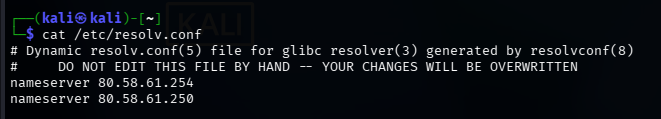 KALI
┌──(kali㉿kali)-[~]
└─$ cat /etc/resolv.conf
# Dynamic resolv.conf(5) file for glibc resolver(3) generated by resolvconf(8)
#     DO NOT EDIT THIS FILE BY HAND -- YOUR CHANGES WILL BE OVERWRITTEN
nameserver 80.58.61.254
nameserver 80.58.61.250